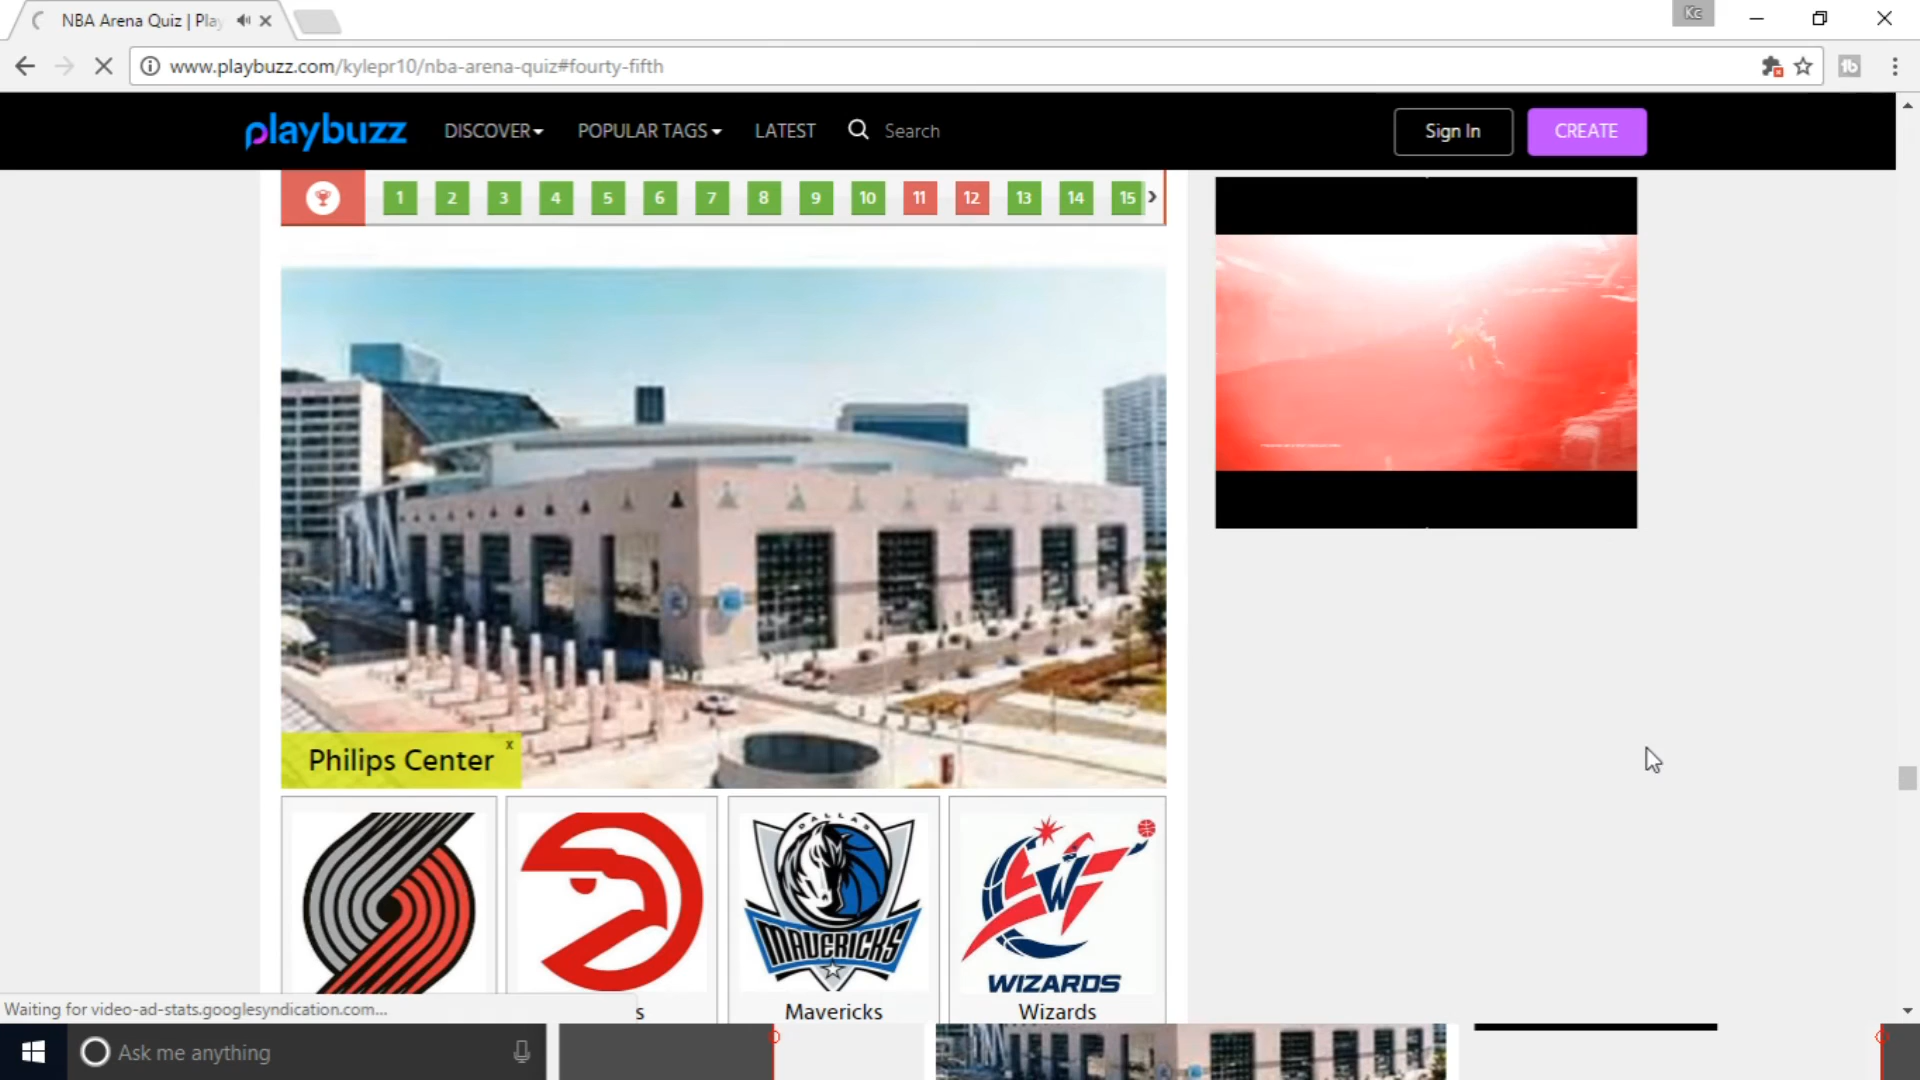 NBA Arena Quiz | Pla
Kc
www.playbuzz.com/kylepr10/nba-arena-quiz#fourty-fifth
playbuzz
DISCOVER
POPULAR TAGS
LATEST
Search
Sign In
CREATE
1 2 3 4 5 6 7 8 9 10 11 12 13 14 15
Philips Center x
DALLAS
MAVERICKS
WIZARDS
Waiting for video-ad-stats.googlesyndication.com...
s
Mavericks
Wizards
Ask me anything